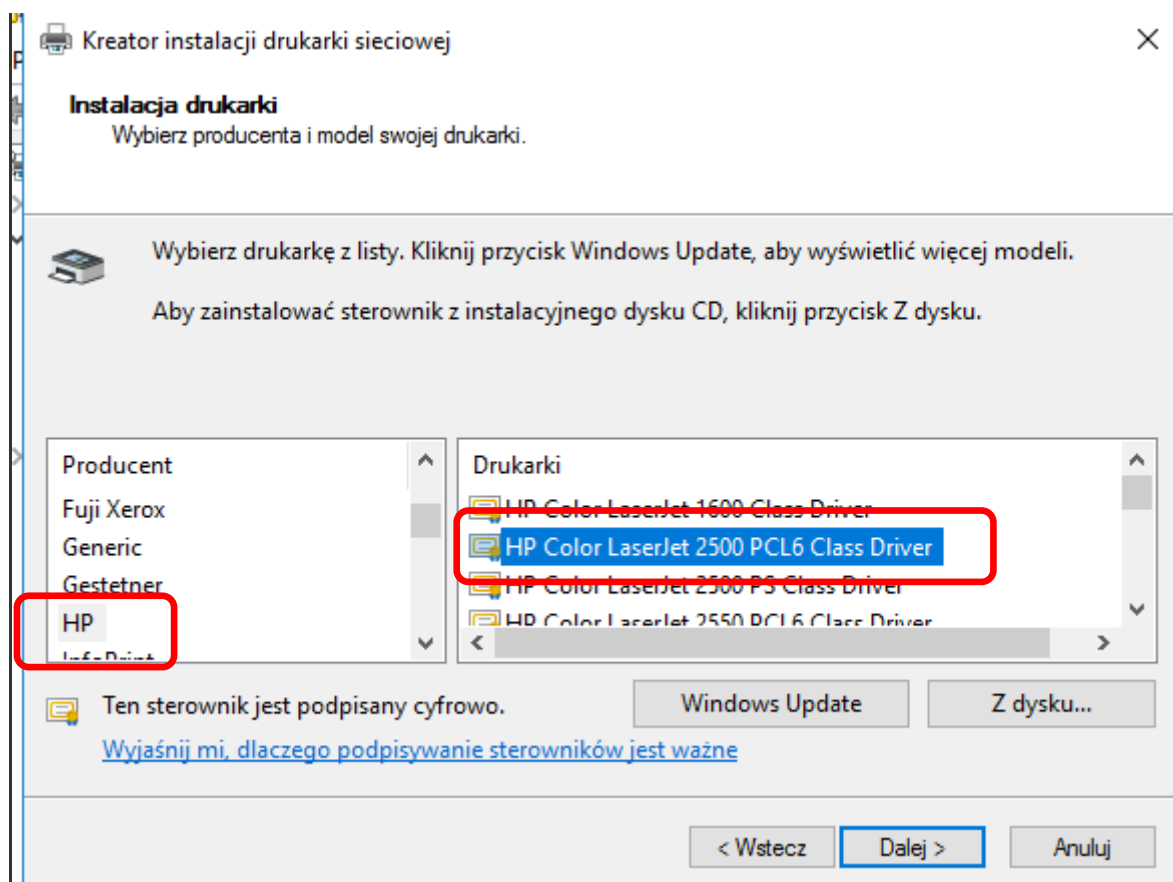 Kreator instalacji drukarki sieciowej
Instalacja drukarki
Wybierz producenta i model swojej drukarki.
Wybierz drukarkę z listy. Kliknij przycisk Windows Update, aby wyświetlić więcej modeli.
Aby zainstalować sterownik z instalacyjnego dysku CD, kliknij przycisk Z dysku.
Producent
Fuji Xerox
Generic
Gestetner
HP
InfoPrint
Drukarki
HP Color LaserJet 1600 Class Driver
HP Color LaserJet 2500 PCL6 Class Driver
HP Color LaserJet 2500 PS Class Driver
HP Color LaserJet 2550 PCL6 Class Driver
Ten sterownik jest podpisany cyfrowo.
Wyjaśnij mi, dlaczego podpisywanie sterowników jest ważne
Windows Update
Z dysku...
< Wstecz
Dalej >
Anuluj